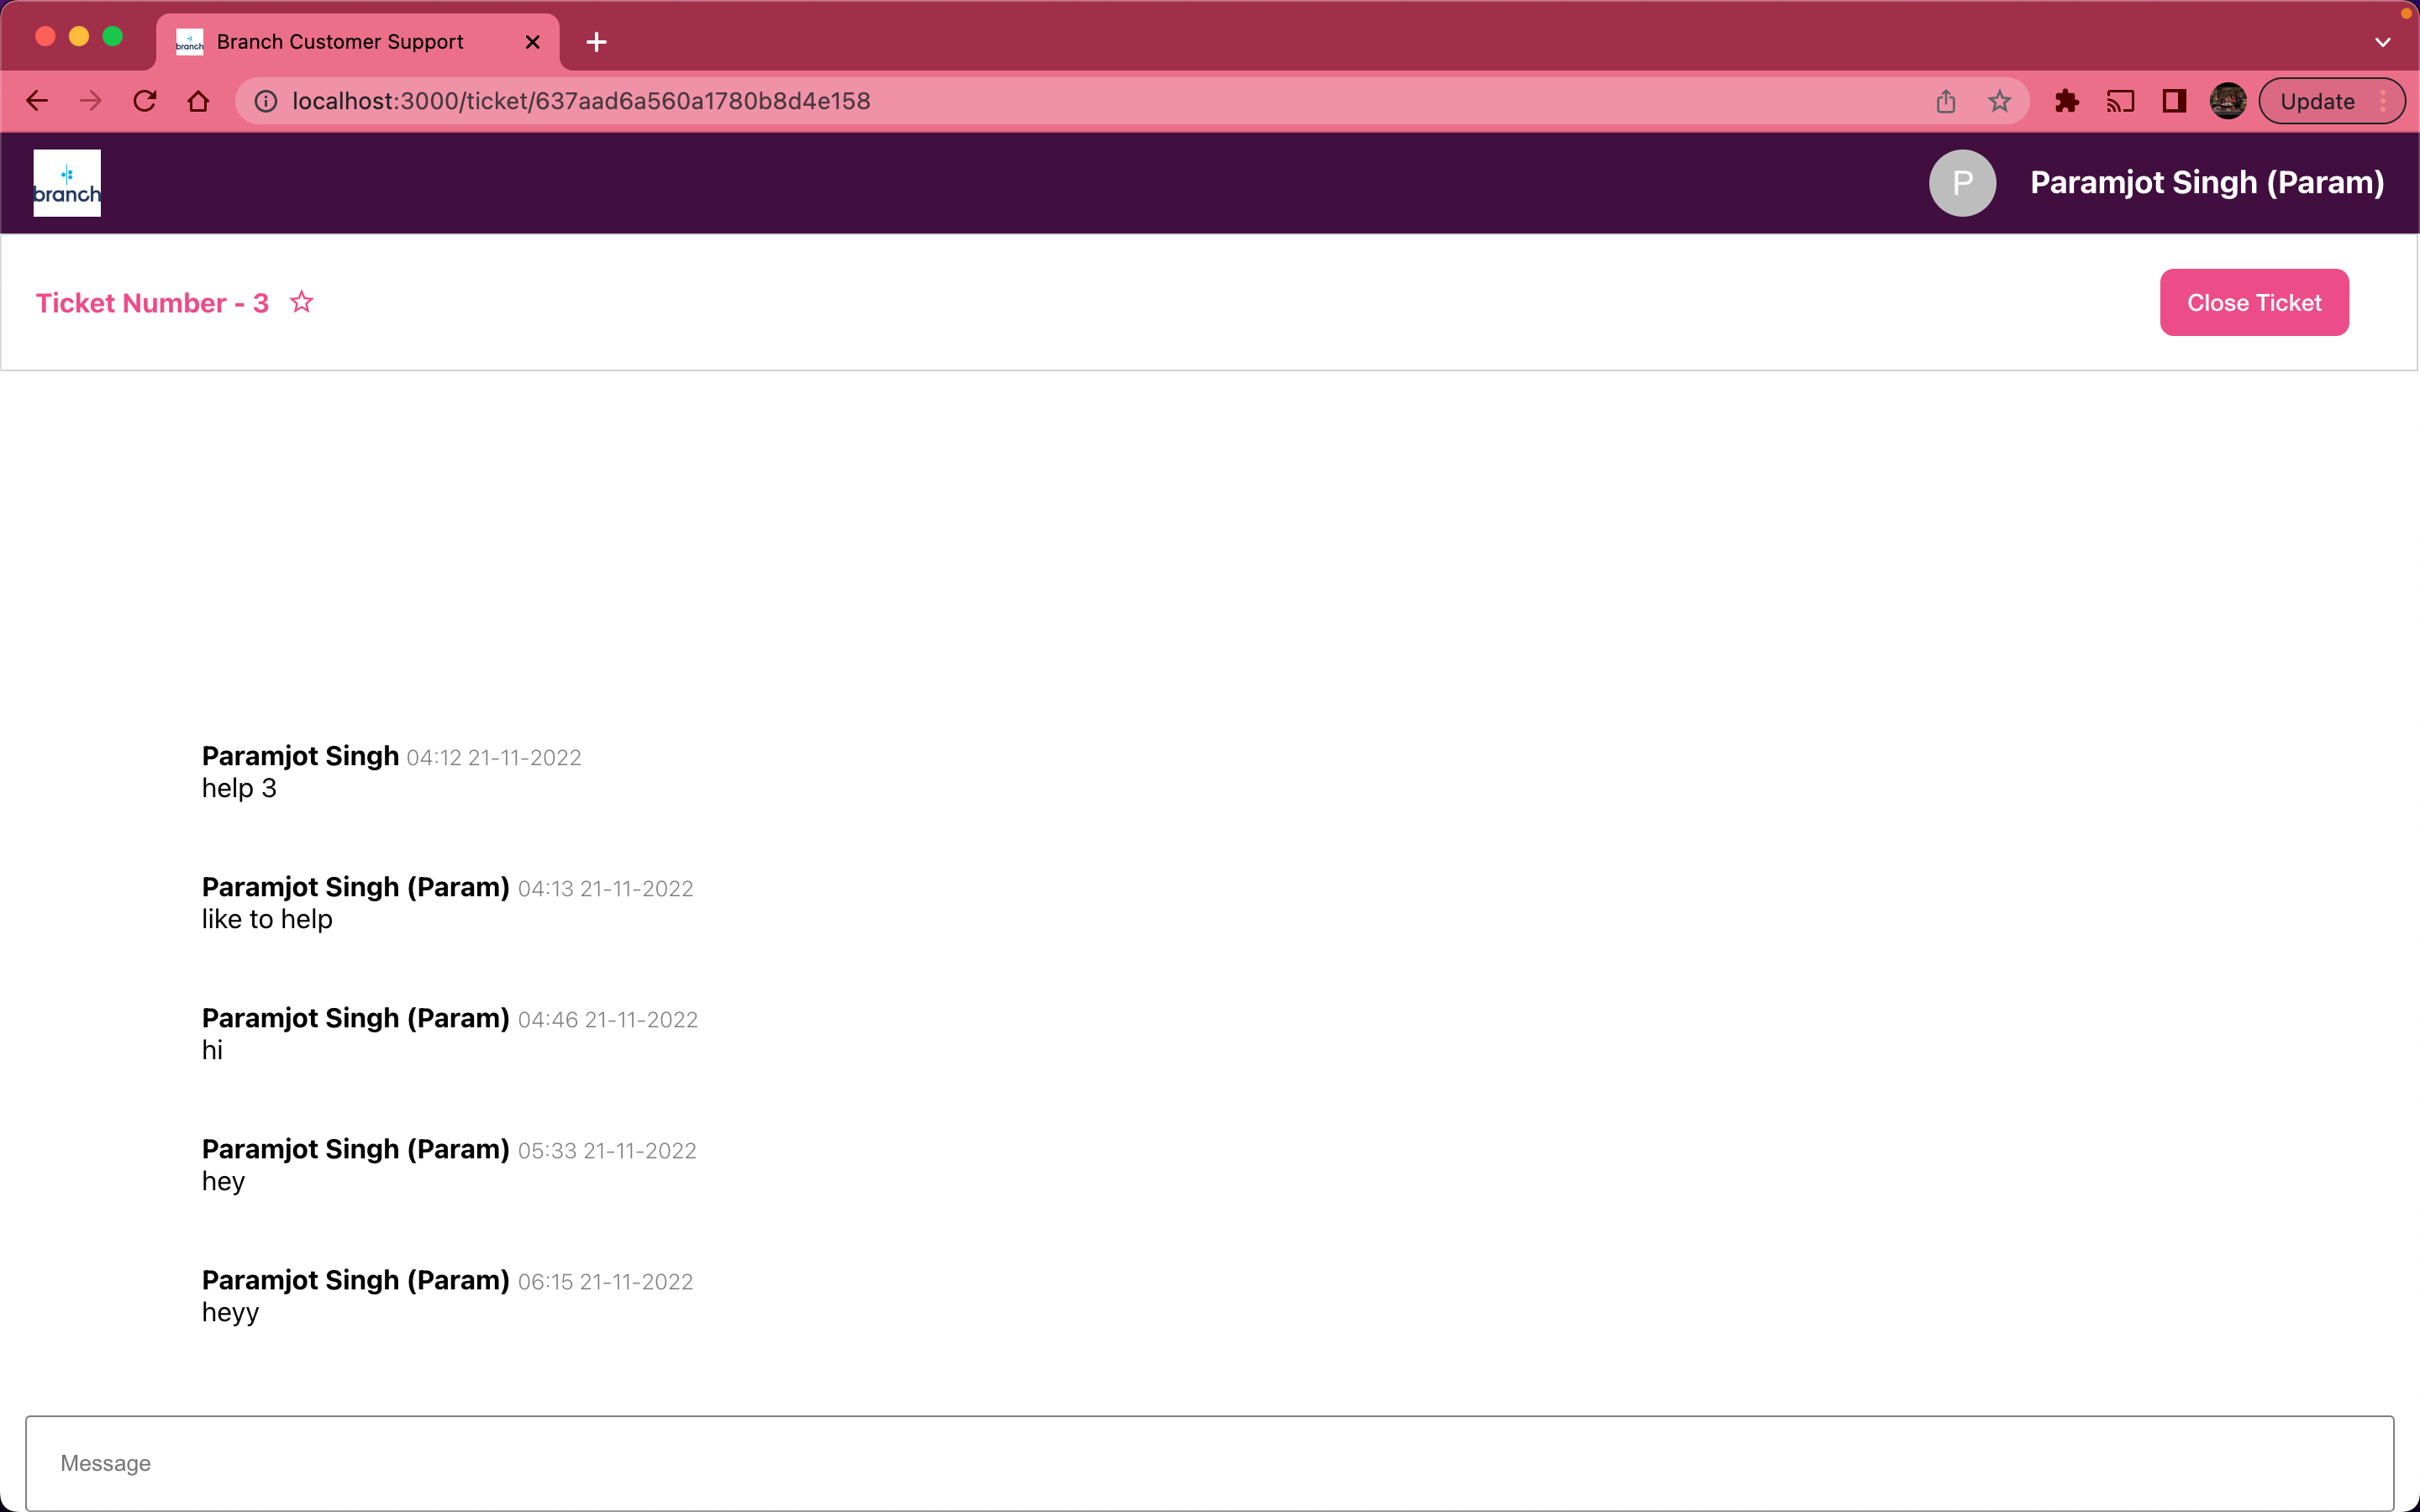 branch
Branch Customer Support
localhost:3000/ticket/637aad6a560a1780b8d4e158
Update
branch
P
Paramjot Singh (Param)
Ticket Number - 3
Close Ticket
Paramjot Singh 04:12 21-11-2022
help 3
Paramjot Singh (Param) 04:13 21-11-2022
like to help
Paramjot Singh (Param) 04:46 21-11-2022
hi
Paramjot Singh (Param) 05:33 21-11-2022
hey
Paramjot Singh (Param) 06:15 21-11-2022
heyy
Message